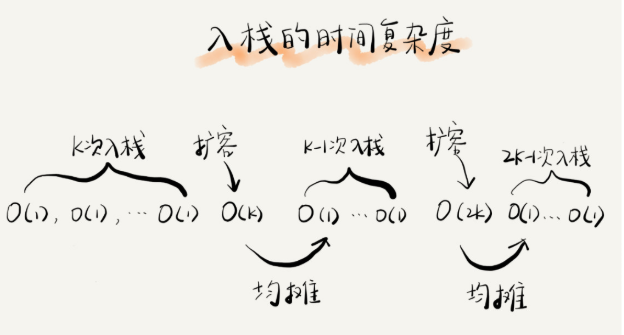 入栈的时间复杂度
K次入栈 扩容 K-1次入栈 扩容 2K-1次入栈
O(1), O(1), … O(1) O(K) O(1) … O(1) O(2K) O(1)… O(1)
均摊 均摊